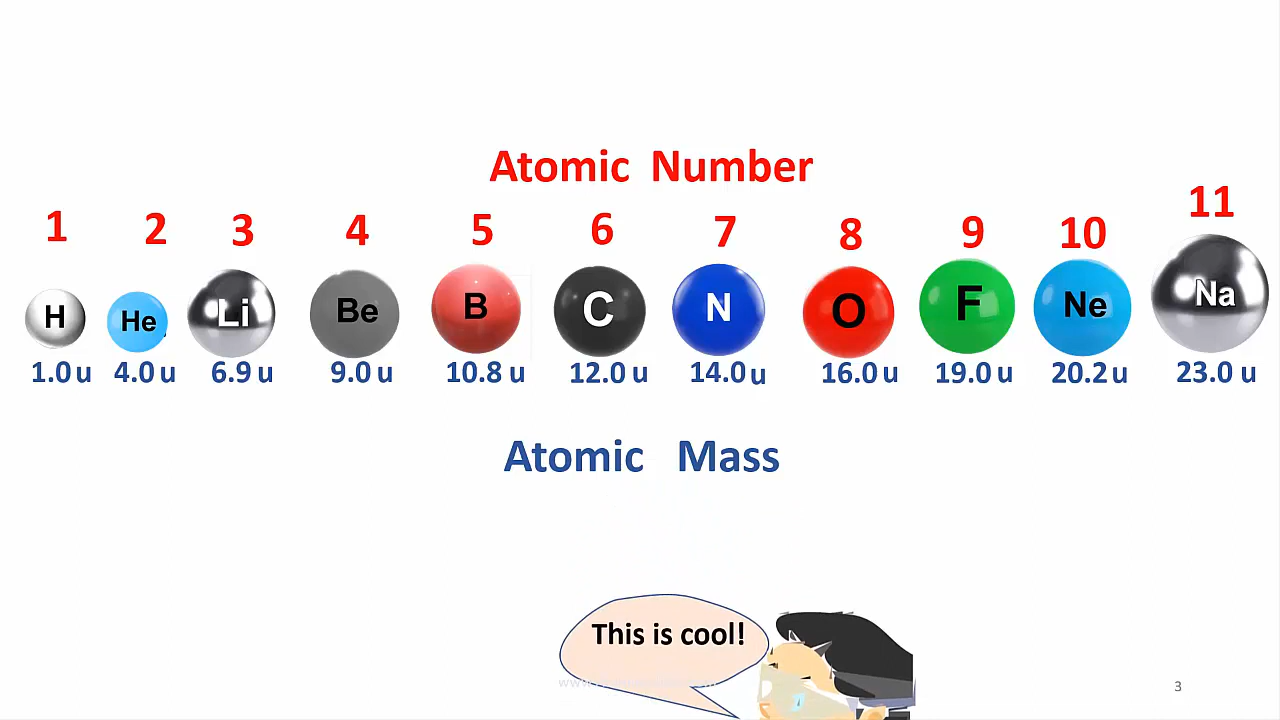 Atomic Number
1 2 3 4 5 6 7 8 9 10 11
H He Li Be B C N O F Ne Na
1.0 u 4.0 u 6.9 u 9.0 u 10.8 u 12.0 u 14.0 u 16.0 u 19.0 u 20.2 u 23.0 u
Atomic Mass
This is cool!
3